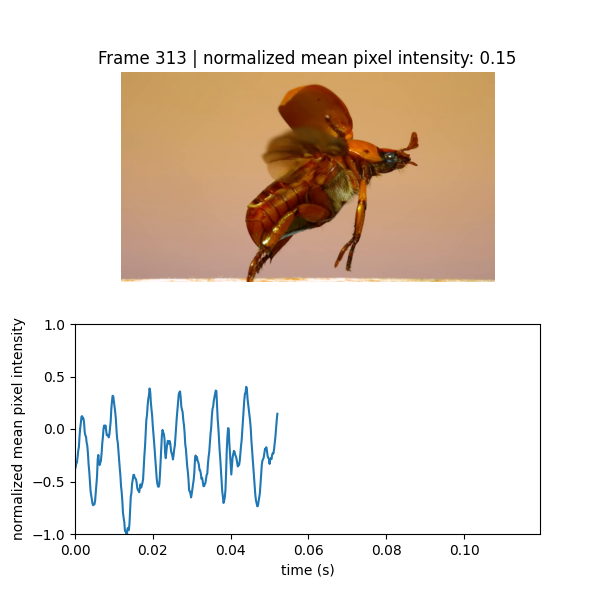 Frame 313 | normalized mean pixel intensity: 0.15
normalized mean pixel intensity
1.0
0.5
0.0
−0.5
−1.0
0.00 0.02 0.04 0.06 0.08 0.10
time (s)